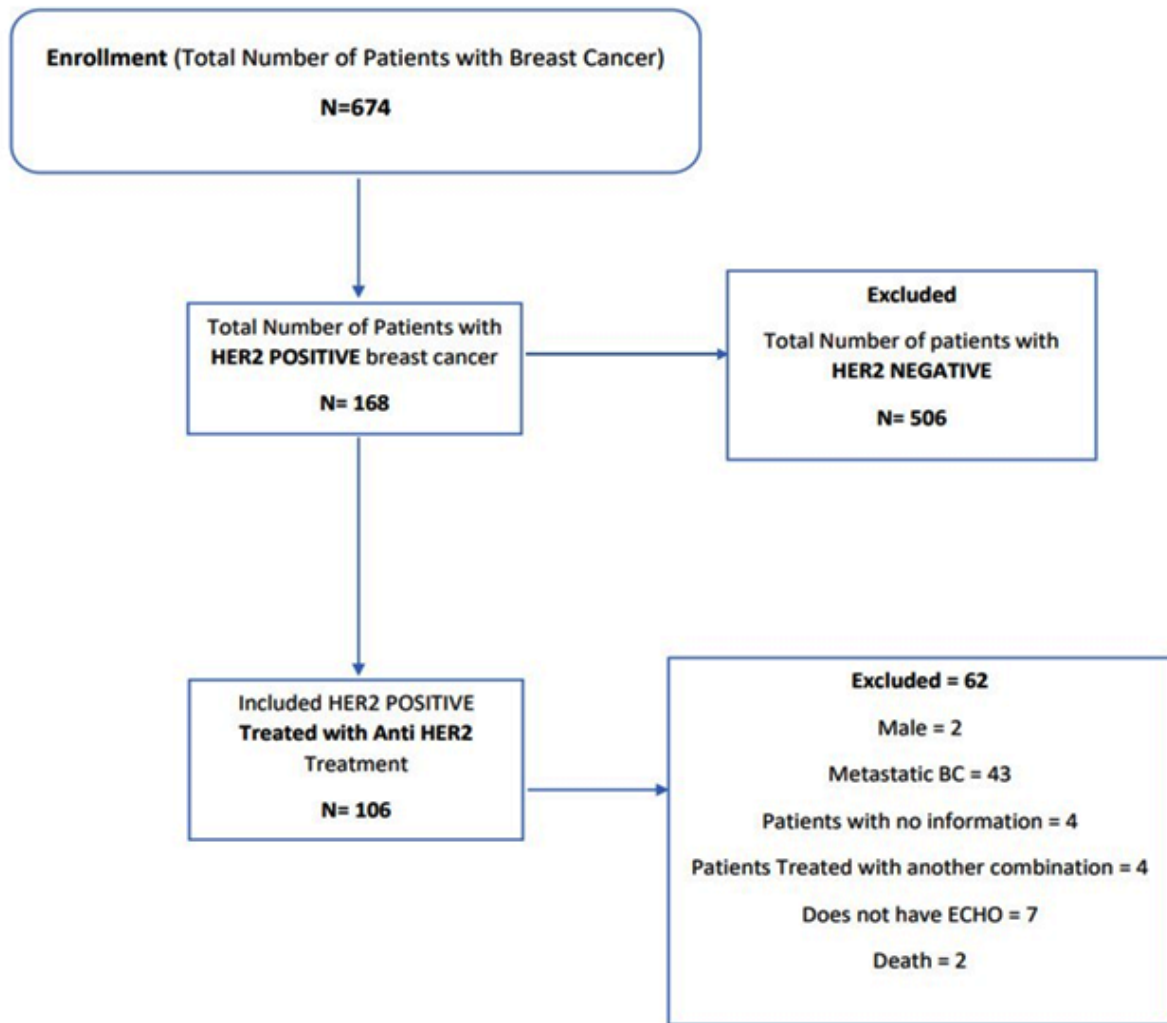 Enrollment (Total Number of Patients with Breast Cancer)
N=674
Total Number of Patients with
HER2 POSITIVE breast cancer
N= 168
Excluded
Total Number of patients with
HER2 NEGATIVE
N= 506
Included HER2 POSITIVE
Treated with Anti HER2
Treatment
N= 106
Excluded = 62
Male = 2
Metastatic BC = 43
Patients with no information = 4
Patients Treated with another combination = 4
Does not have ECHO = 7
Death = 2